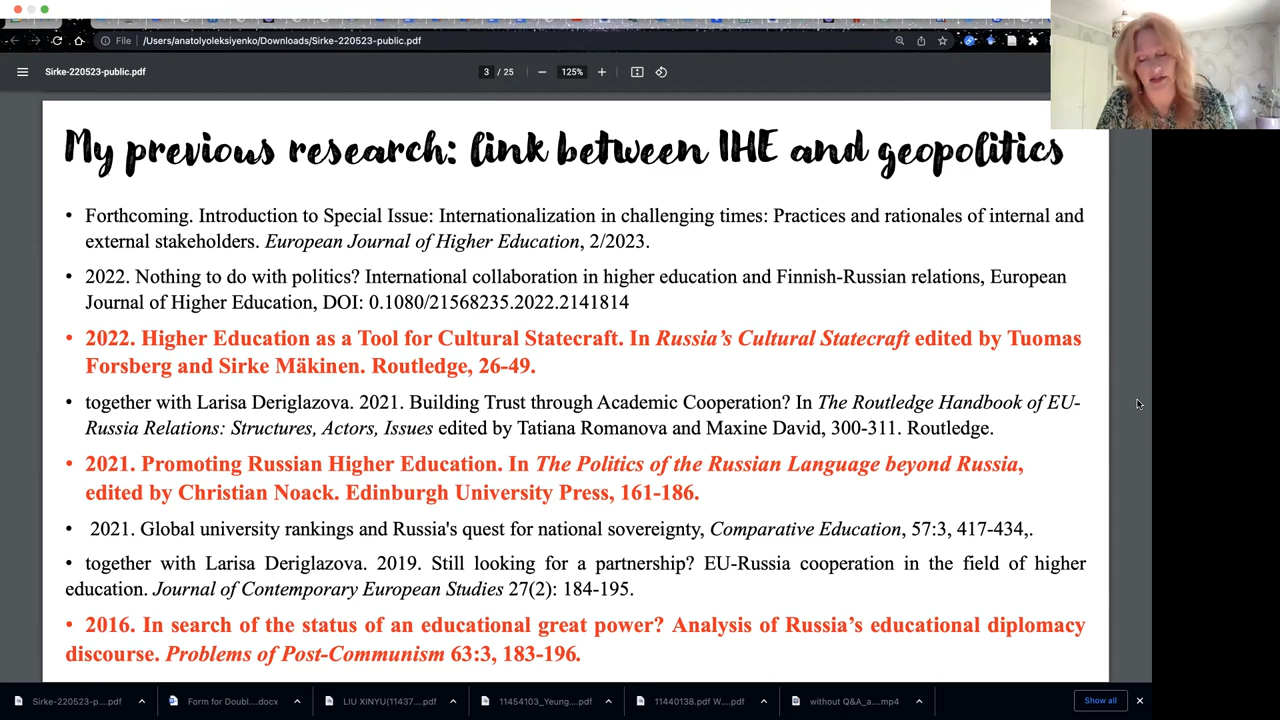 File
/Users/anatolyoleksiyenko/Downloads/Sirke-220523-public.pdf
Sirke-220523-public.pdf
3 / 25
125%
My previous research: link between IHE and geopolitics
• Forthcoming. Introduction to Special Issue: Internationalization in challenging times: Practices and rationales of internal and
external stakeholders. European Journal of Higher Education, 2/2023.
• 2022. Nothing to do with politics? International collaboration in higher education and Finnish-Russian relations, European
Journal of Higher Education, DOI: 0.1080/21568235.2022.2141814
• 2022. Higher Education as a Tool for Cultural Statecraft. In Russia’s Cultural Statecraft edited by Tuomas
Forsberg and Sirke Mäkinen. Routledge, 26-49.
• together with Larisa Deriglazova. 2021. Building Trust through Academic Cooperation? In The Routledge Handbook of EU-
Russia Relations: Structures, Actors, Issues edited by Tatiana Romanova and Maxine David, 300-311. Routledge.
• 2021. Promoting Russian Higher Education. In The Politics of the Russian Language beyond Russia,
edited by Christian Noack. Edinburgh University Press, 161-186.
• 2021. Global university rankings and Russia's quest for national sovereignty, Comparative Education, 57:3, 417-434,.
• together with Larisa Deriglazova. 2019. Still looking for a partnership? EU-Russia cooperation in the field of higher
education. Journal of Contemporary European Studies 27(2): 184-195.
• 2016. In search of the status of an educational great power? Analysis of Russia’s educational diplomacy
discourse. Problems of Post-Communism 63:3, 183-196.
Sirke-220523-p....pdf
Form for Doubl....docx
LIU XINYU(11437....pdf
11454103_Yeung....pdf
11440138.pdf W....pdf
without Q&A_a....mp4
Show all